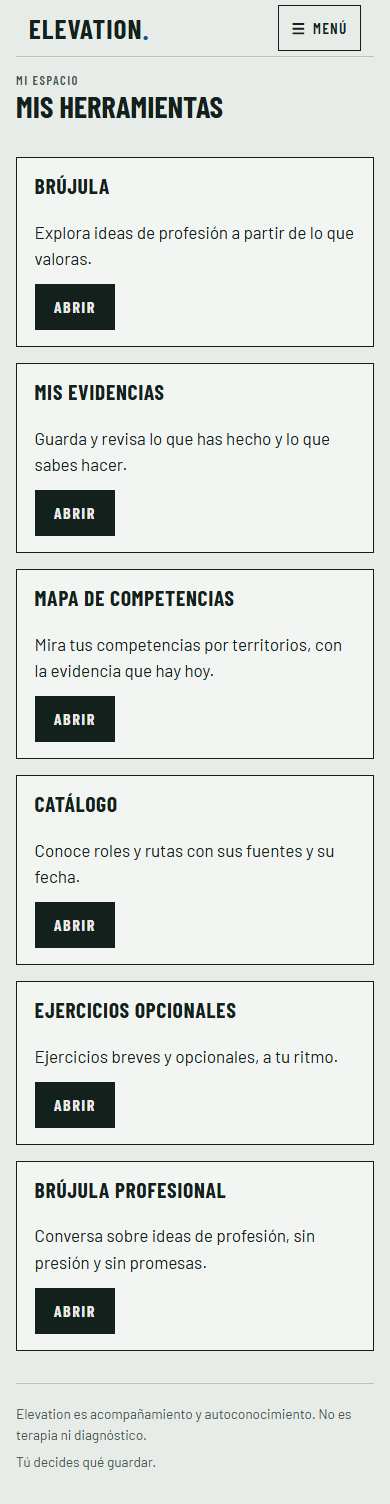 ELEVATION.
☰ MENÚ
MI ESPACIO
MIS HERRAMIENTAS
BRÚJULA
Explora ideas de profesión a partir de lo que
valoras.
ABRIR
MIS EVIDENCIAS
Guarda y revisa lo que has hecho y lo que
sabes hacer.
ABRIR
MAPA DE COMPETENCIAS
Mira tus competencias por territorios, con
la evidencia que hay hoy.
ABRIR
CATÁLOGO
Conoce roles y rutas con sus fuentes y su
fecha.
ABRIR
EJERCICIOS OPCIONALES
Ejercicios breves y opcionales, a tu ritmo.
ABRIR
BRÚJULA PROFESIONAL
Conversa sobre ideas de profesión, sin
presión y sin promesas.
ABRIR
Elevation es acompañamiento y autoconocimiento. No es
terapia ni diagnóstico.
Tú decides qué guardar.